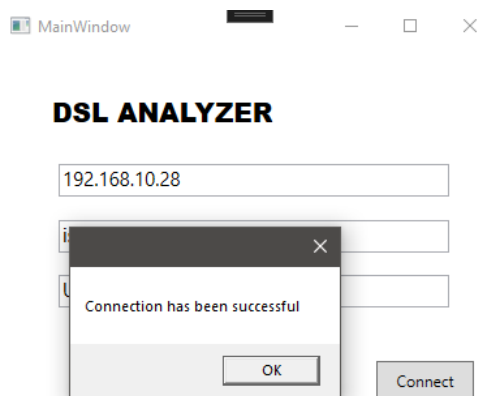 MainWindow
DSL ANALYZER
192.168.10.28
Connection has been successful
OK
Connect